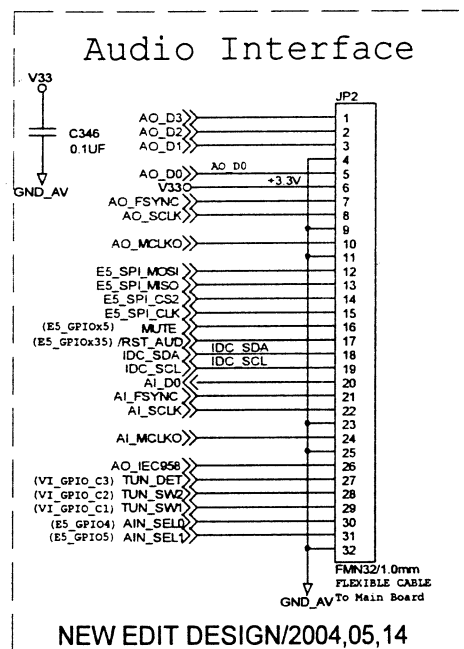 Audio Interface
V33
C346
0.1UF
GND_AV
JP2
AO_D3 1
AO_D2 2
AO_D1 3
4
AO_D0 AO_D0 5
V33 +3.3V 6
AO_FSYNC 7
AO_SCLK 8
9
AO_MCLKO 10
11
E5_SPI_MOSI 12
E5_SPI_MISO 13
E5_SPI_CS2 14
E5_SPI_CLK 15
(E5_GPIOx5) MUTE 16
(E5_GPIOx35) /RST_AUD 17
IDC_SDA IDC_SDA 18
IDC_SCL IDC_SCL 19
AI_D0 20
AI_FSYNC 21
AI_SCLK 22
23
AI_MCLKO 24
25
AO_IEC958 26
(VI_GPIO_C3) TUN_DET 27
(VI_GPIO_C2) TUN_SW2 28
(VI_GPIO_C1) TUN_SW1 29
(E5_GPIO4) AIN_SEL0 30
(E5_GPIO5) AIN_SEL1 31
32
FMN32/1.0mm
FLEXIBLE CABLE
GND_AV To Main Board
NEW EDIT DESIGN/2004,05,14